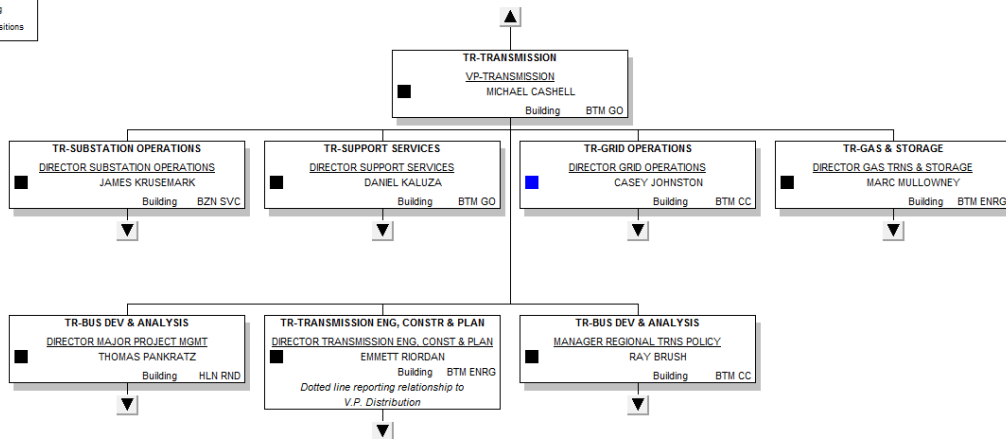 sitions
TR-TRANSMISSION
VP-TRANSMISSION
MICHAEL CASHELL
Building BTM GO
TR-SUBSTATION OPERATIONS
DIRECTOR SUBSTATION OPERATIONS
JAMES KRUSEMARK
Building BZN SVC
TR-SUPPORT SERVICES
DIRECTOR SUPPORT SERVICES
DANIEL KALUZA
Building BTM GO
TR-GRID OPERATIONS
DIRECTOR GRID OPERATIONS
CASEY JOHNSTON
Building BTM CC
TR-GAS & STORAGE
DIRECTOR GAS TRNS & STORAGE
MARC MULLOWNEY
Building BTM ENRG
TR-BUS DEV & ANALYSIS
DIRECTOR MAJOR PROJECT MGMT
THOMAS PANKRATZ
Building HLN RND
TR-TRANSMISSION ENG, CONSTR & PLAN
DIRECTOR TRANSMISSION ENG, CONST & PLAN
EMMETT RIORDAN
Building BTM ENRG
Dotted line reporting relationship to
V.P. Distribution
TR-BUS DEV & ANALYSIS
MANAGER REGIONAL TRNS POLICY
RAY BRUSH
Building BTM CC